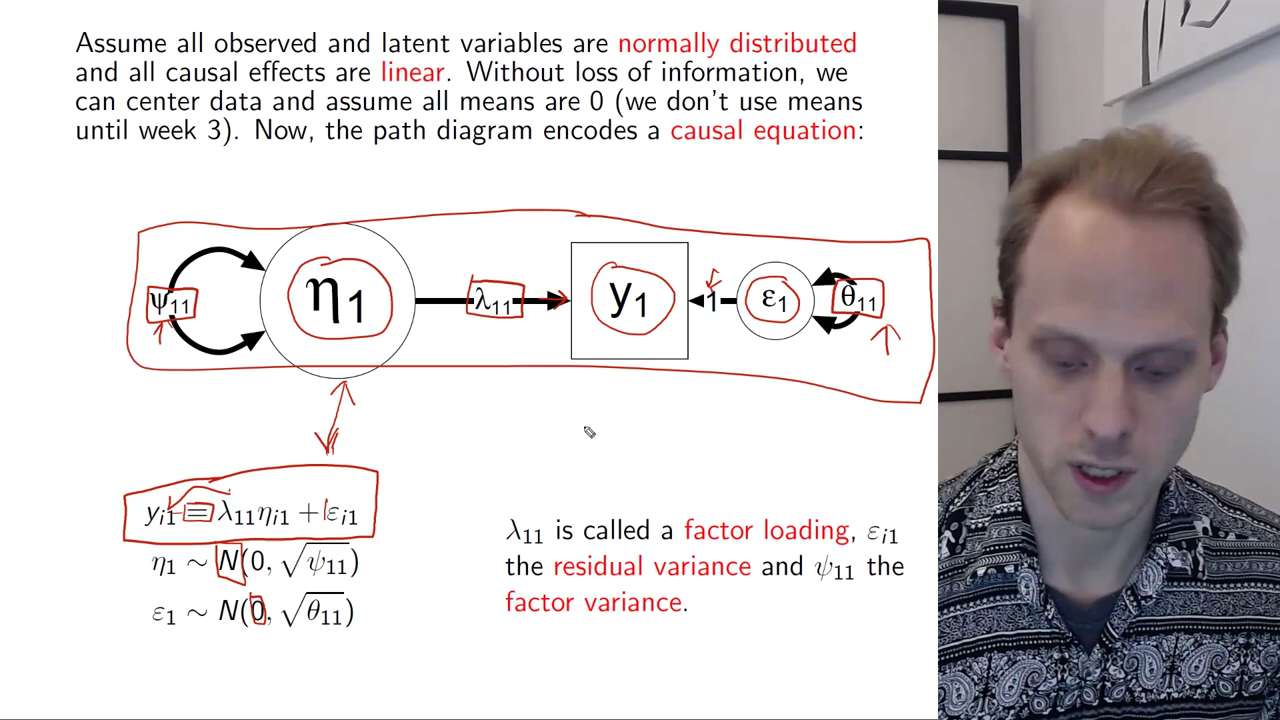 Assume all observed and latent variables are normally distributed
and all causal effects are linear. Without loss of information, we
can center data and assume all means are 0 (we don't use means
until week 3). Now, the path diagram encodes a causal equation:
ψ11 η1 λ11 y1 1 ε1 θ11
yi1 ≡ λ11ηi1 + 1εi1
η1 ∼ N(0, √ψ11)
ε1 ∼ N(0, √θ11)
λ11 is called a factor loading, εi1
the residual variance and ψ11 the
factor variance.